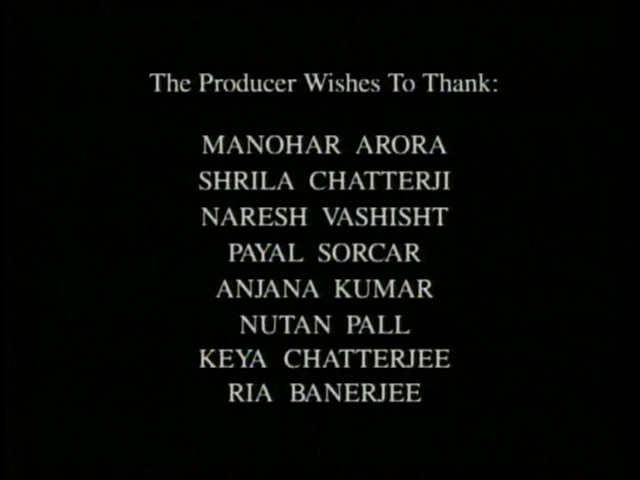 The Producer Wishes To Thank:
MANOHAR ARORA
SHRILA CHATTERJI
NARESH VASHISHT
PAYAL SORCAR
ANJANA KUMAR
NUTAN PALL
KEYA CHATTERJEE
RIA BANERJEE